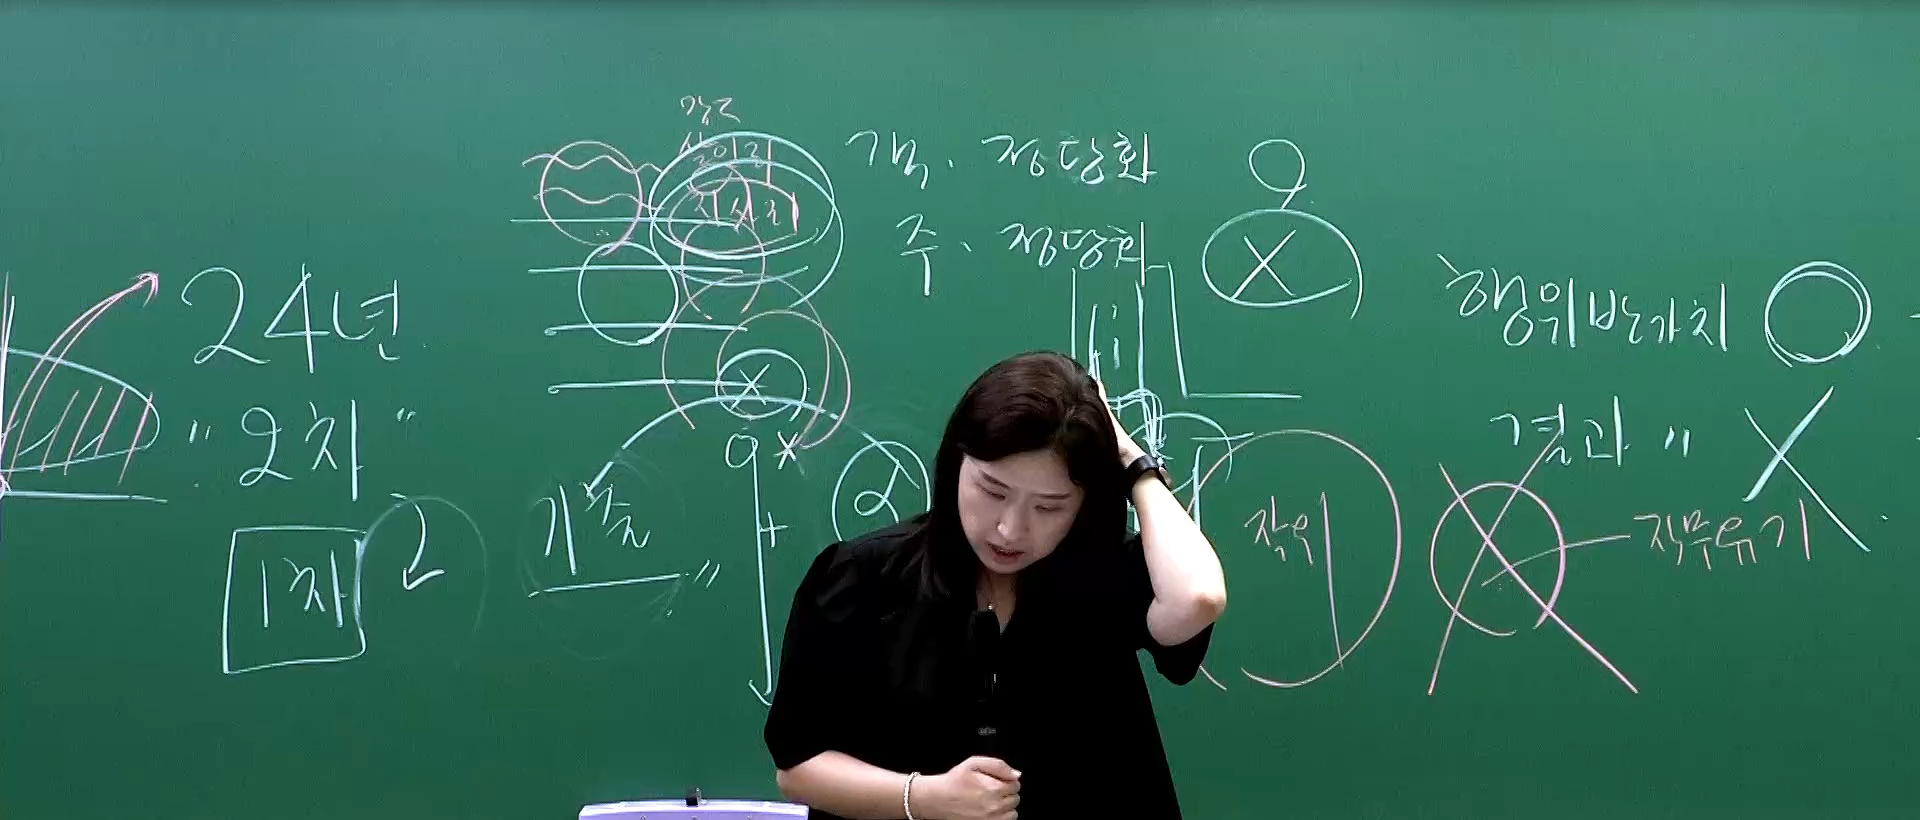 24년
"2차"
1차
기출"
객. 정당화
주. 정당화
X
X
α
작위
행위반가치 O
결과 " X
직무유기